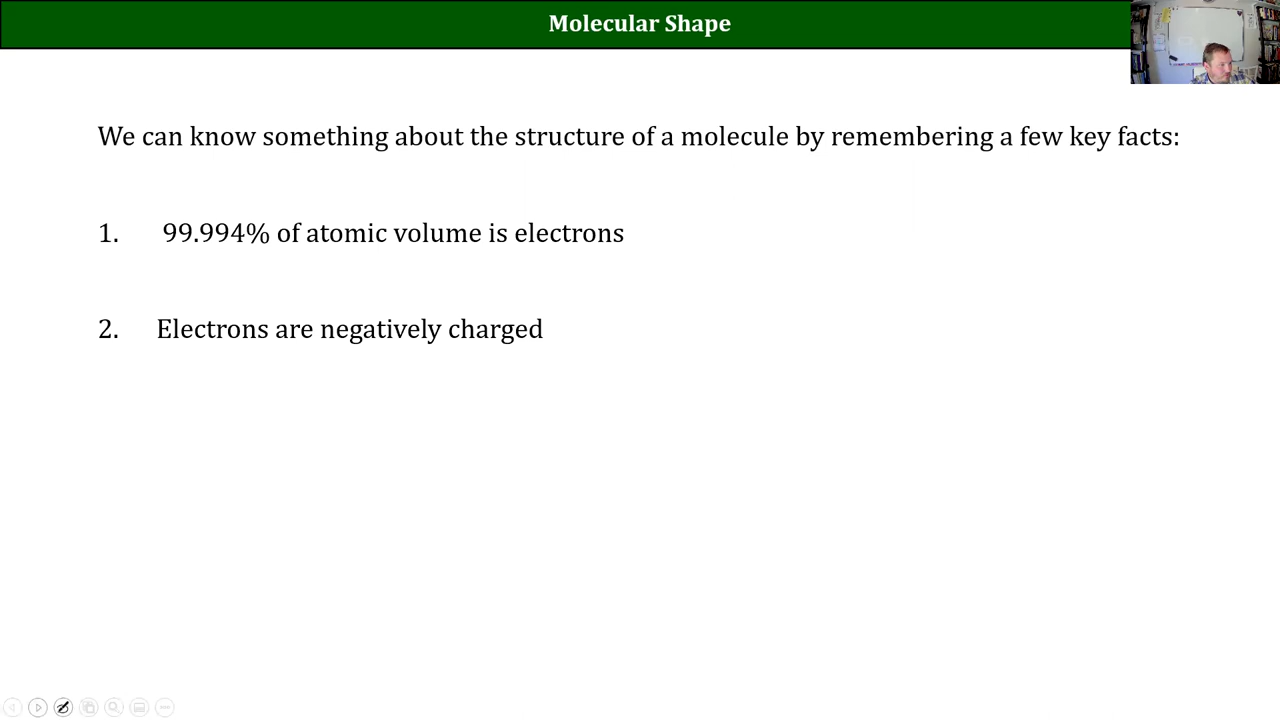 Molecular Shape
We can know something about the structure of a molecule by remembering a few key facts:
1. 99.994% of atomic volume is electrons
2. Electrons are negatively charged